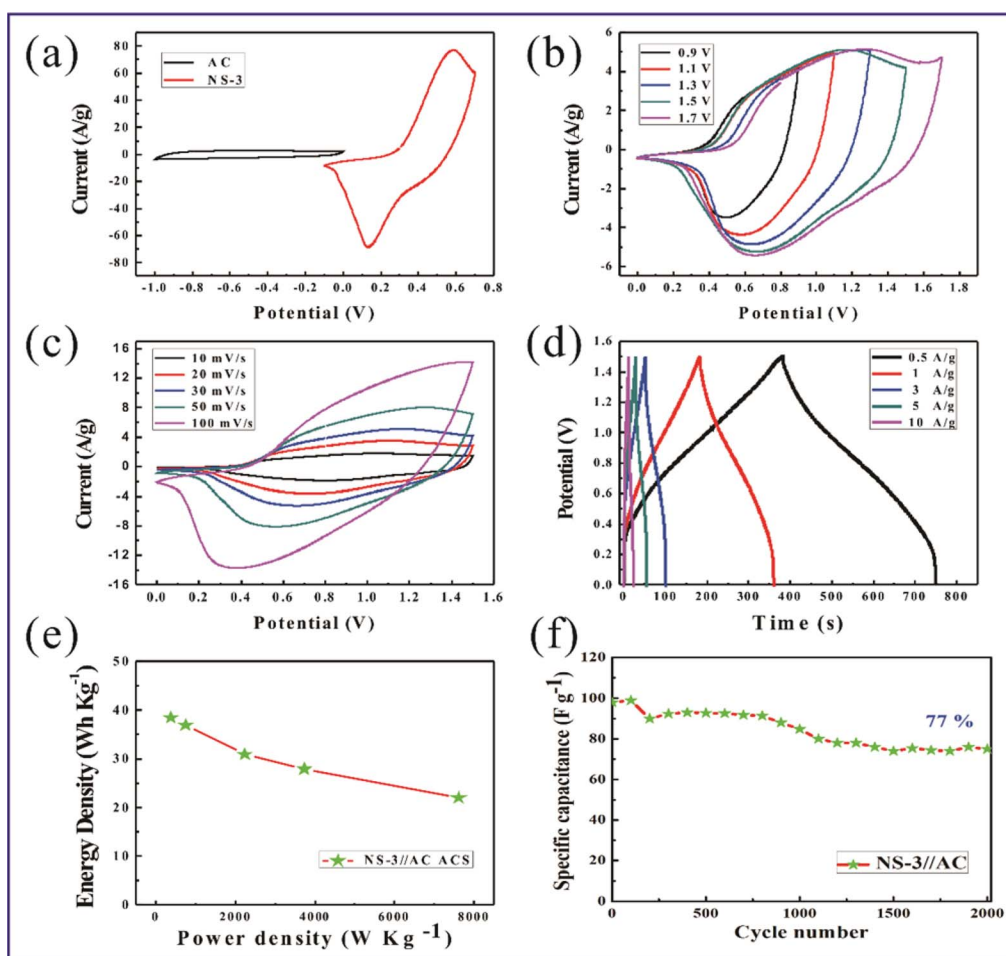 (a)
AC
NS-3
80
60
40
20
0
-20
-40
-60
-80
Current (A/g)
-1.0 -0.8 -0.6 -0.4 -0.2 0.0 0.2 0.4 0.6 0.8
Potential (V)
(b)
0.9 V
1.1 V
1.3 V
1.5 V
1.7 V
6
4
2
0
-2
-4
-6
Current (A/g)
0.0 0.2 0.4 0.6 0.8 1.0 1.2 1.4 1.6 1.8
Potential (V)
(c)
10 mV/s
20 mV/s
30 mV/s
50 mV/s
100 mV/s
16
12
8
4
0
-4
-8
-12
-16
Current (A/g)
0.0 0.2 0.4 0.6 0.8 1.0 1.2 1.4 1.6
Potential (V)
(d)
0.5 A/g
1 A/g
3 A/g
5 A/g
10 A/g
1.6
1.4
1.2
1.0
0.8
0.6
0.4
0.2
0.0
Potential (V)
0 100 200 300 400 500 600 700 800
Time (s)
(e)
50
40
30
20
10
0
Energy Density (Wh Kg-1)
NS-3//AC ACS
0 2000 4000 6000 8000
Power density (W Kg -1)
(f)
120
100
80
60
40
20
0
Specific capacitance (F g-1)
77 %
NS-3//AC
0 500 1000 1500 2000
Cycle number